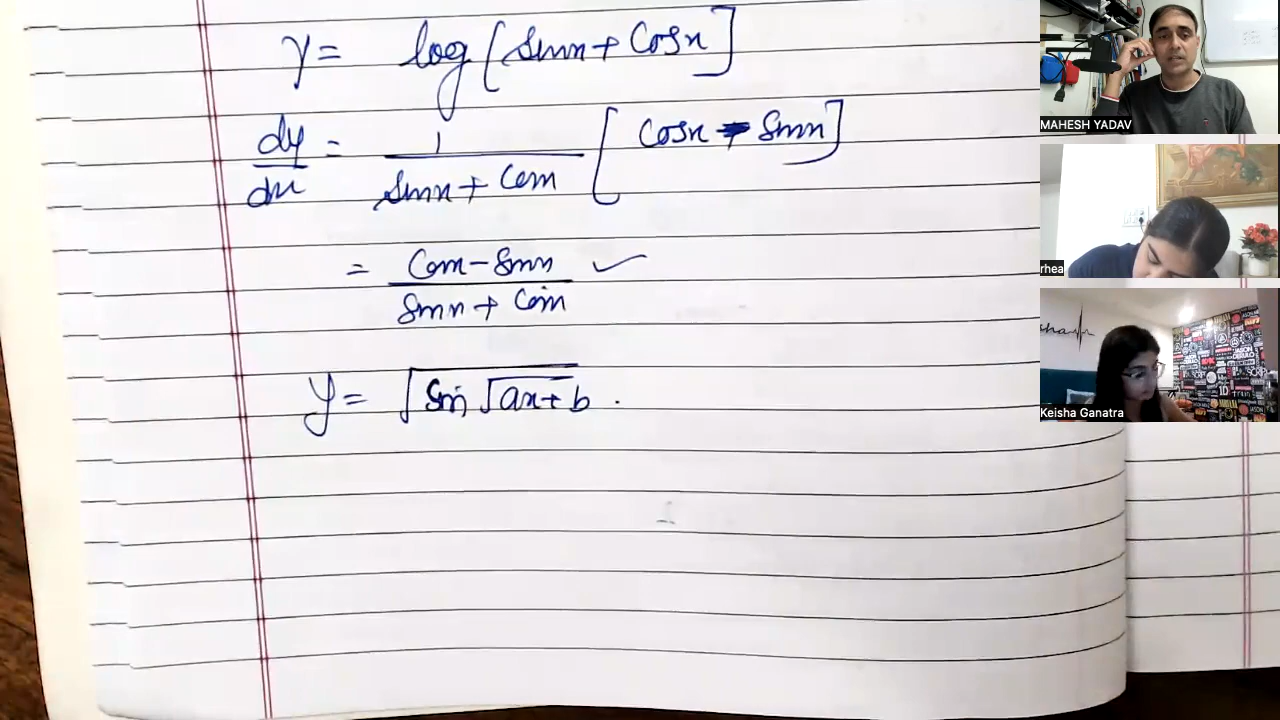 y = log [sinx + Cosx]
dy/dx = 1/(sinx + Cosx) [Cosx - sinx]
= (Cosx - sinx)/(sinx + Cosx) ✓
y = √(sin √(ax+b)) .
MAHESH YADAV
rhea
Keisha Ganatra